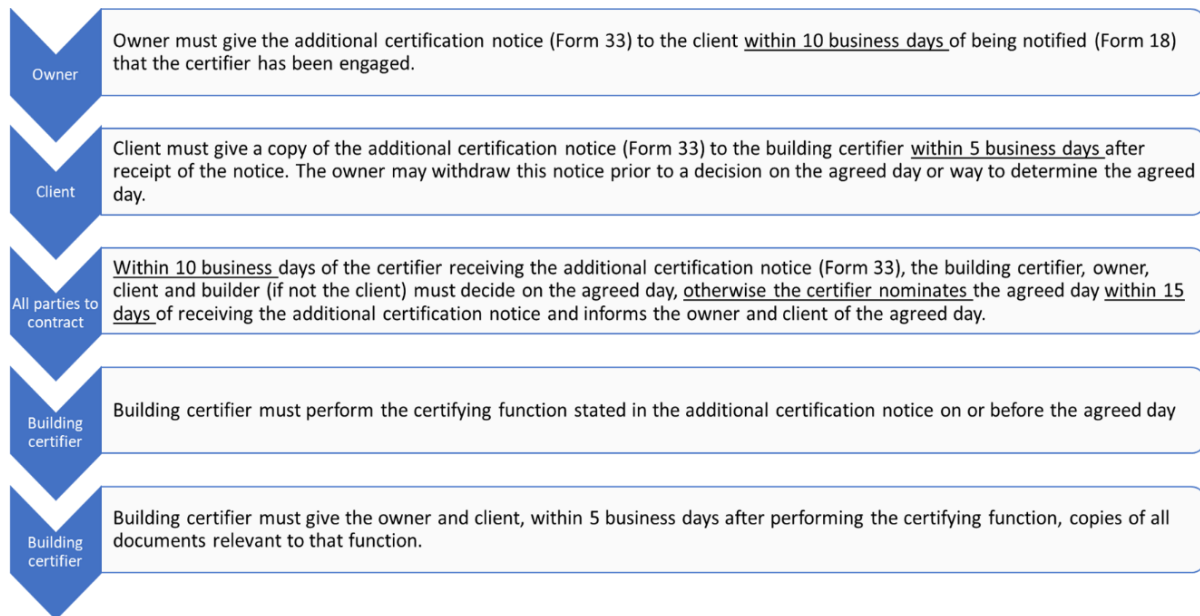 Owner
Owner must give the additional certification notice (Form 33) to the client within 10 business days of being notified (Form 18)
that the certifier has been engaged.
Client
Client must give a copy of the additional certification notice (Form 33) to the building certifier within 5 business days after
receipt of the notice. The owner may withdraw this notice prior to a decision on the agreed day or way to determine the agreed
day.
All parties to
contract
Within 10 business days of the certifier receiving the additional certification notice (Form 33), the building certifier, owner,
client and builder (if not the client) must decide on the agreed day, otherwise the certifier nominates the agreed day within 15
days of receiving the additional certification notice and informs the owner and client of the agreed day.
Building
certifier
Building certifier must perform the certifying function stated in the additional certification notice on or before the agreed day
Building
certifier
Building certifier must give the owner and client, within 5 business days after performing the certifying function, copies of all
documents relevant to that function.